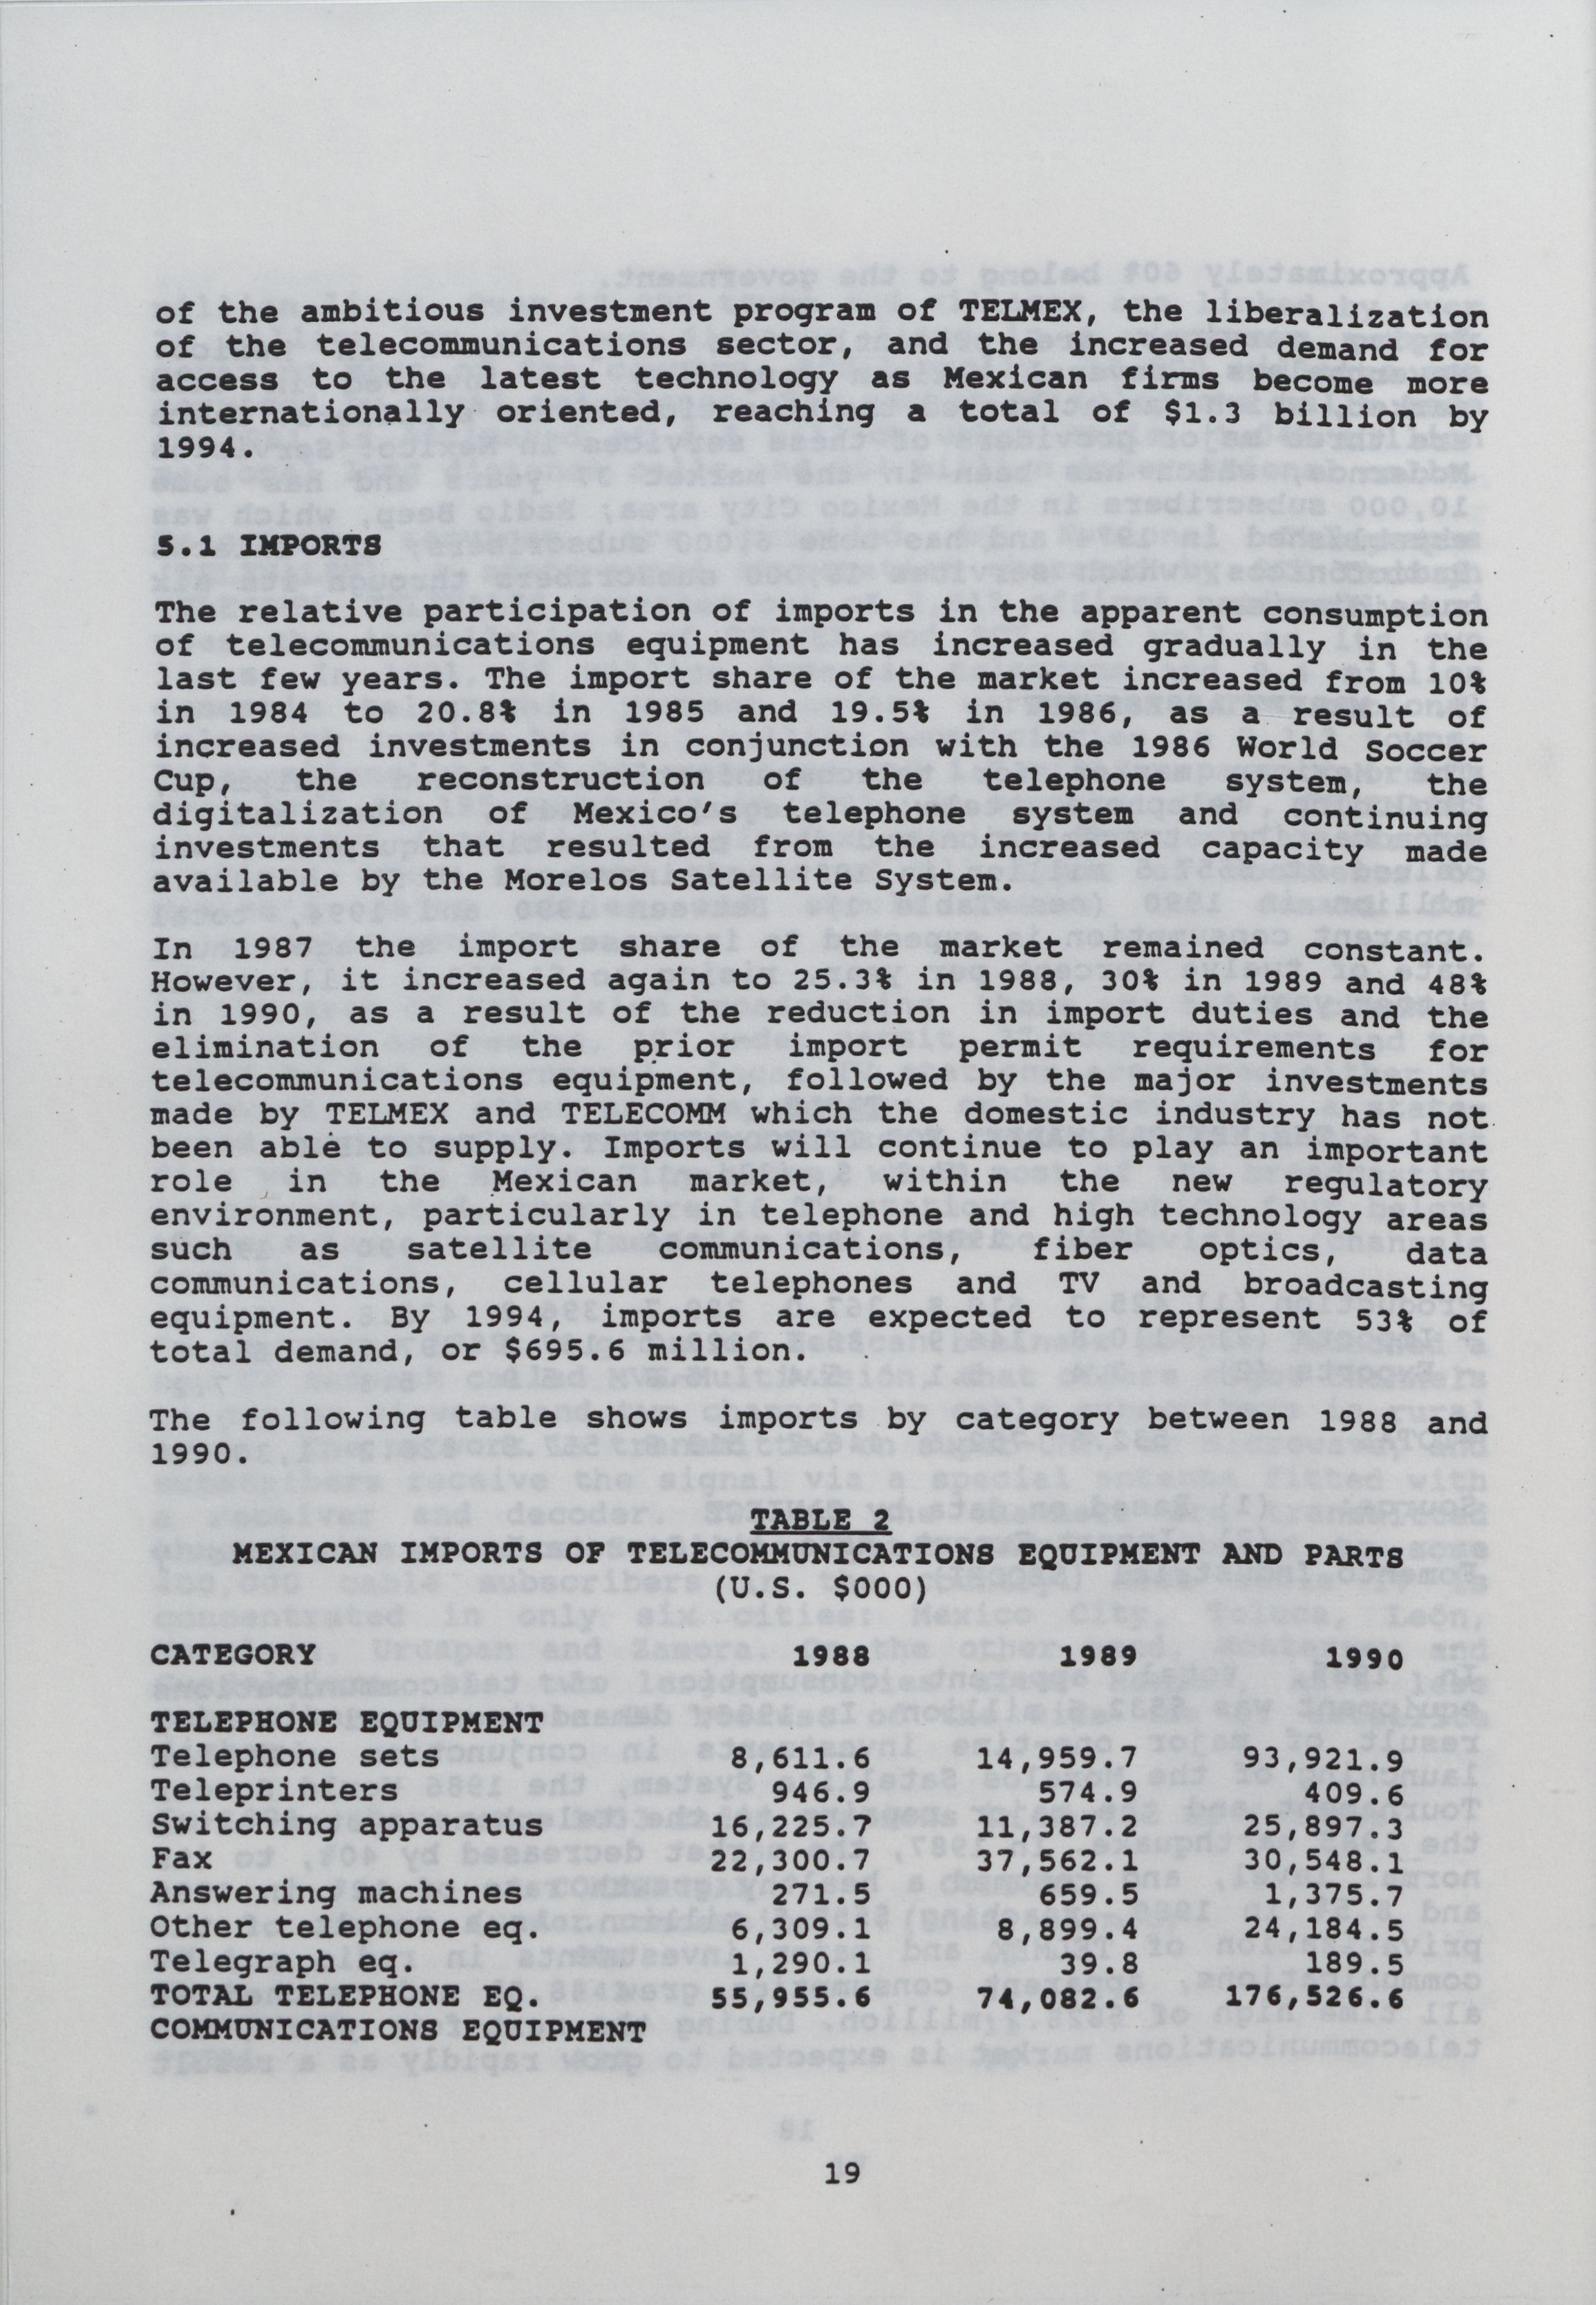 of the ambitious investment program of TELMEX, the liberalization
of the telecommunications sector, and the increased demand for
access to the latest technology as Mexican firms become more
internationally oriented, reaching a total of $1.3 billion by
1994.
5.1 IMPORTS
The relative participation of imports in the apparent consumption
of telecommunications equipment has increased gradually in the
last few years. The import share of the market increased from 10%
in 1984 to 20.8% in 1985 and 19.5% in 1986, as a result of
increased investments in conjunction with the 1986 World Soccer
Cup, the reconstruction of the telephone system, the
digitalization of Mexico's telephone system and continuing
investments that resulted from the increased capacity made
available by the Morelos Satellite System.
In 1987 the import share of the market remained constant.
However, it increased again to 25.3% in 1988, 30% in 1989 and 48%
in 1990, as a result of the reduction in import duties and the
elimination of the prior import permit requirements for
telecommunications equipment, followed by the major investments
made by TELMEX and TELECOMM which the domestic industry has not
been able to supply. Imports will continue to play an important
role in the Mexican market, within the new regulatory
environment, particularly in telephone and high technology areas
such as satellite communications, fiber optics, data
communications, cellular telephones and TV and broadcasting
equipment. By 1994, imports are expected to represent 53% of
total demand, or $695.6 million.
The following table shows imports by category between 1988 and
1990.
TABLE 2
MEXICAN IMPORTS OF TELECOMMUNICATIONS EQUIPMENT AND PARTS
(U.S. $000)
CATEGORY 1988 1989 1990
TELEPHONE EQUIPMENT
Telephone sets 8,611.6 14,959.7 93,921.9
Teleprinters 946.9 574.9 409.6
Switching apparatus 16,225.7 11,387.2 25,897.3
Fax 22,300.7 37,562.1 30,548.1
Answering machines 271.5 659.5 1,375.7
Other telephone eq. 6,309.1 8,899.4 24,184.5
Telegraph eq. 1,290.1 39.8 189.5
TOTAL TELEPHONE EQ. 55,955.6 74,082.6 176,526.6
COMMUNICATIONS EQUIPMENT
19